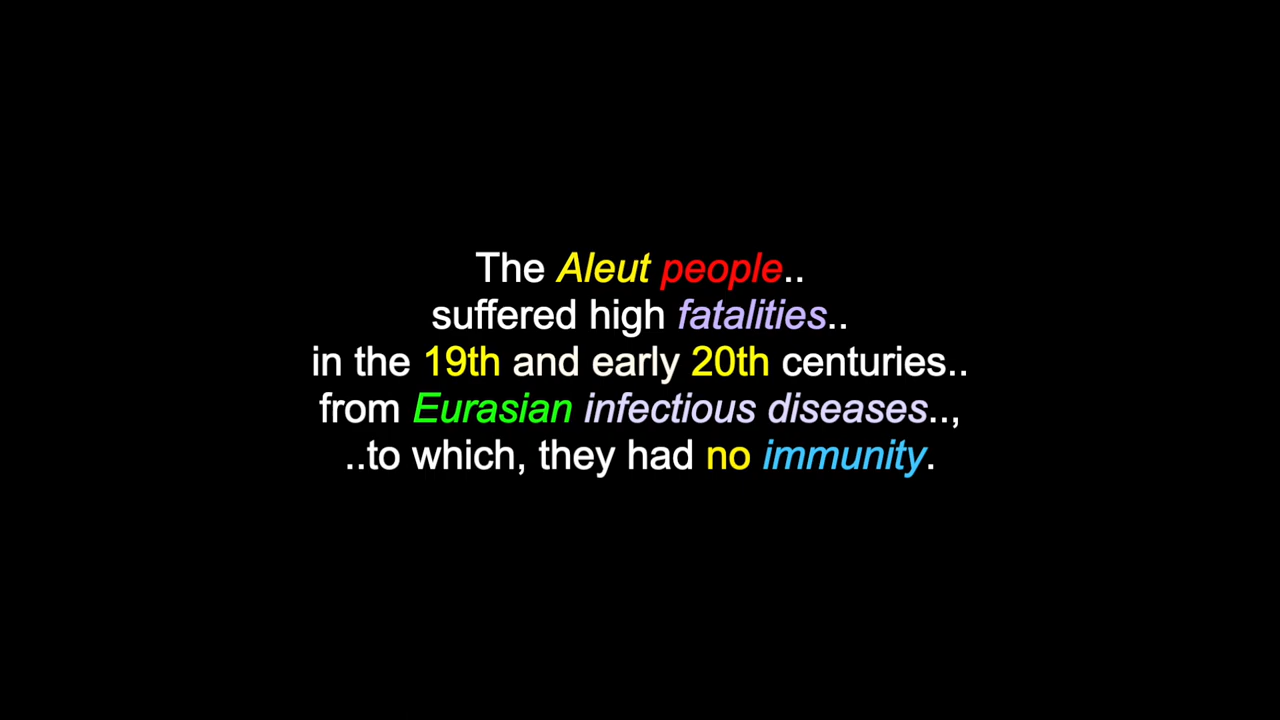 The Aleut people..
suffered high fatalities..
in the 19th and early 20th centuries..
from Eurasian infectious diseases..,
..to which, they had no immunity.